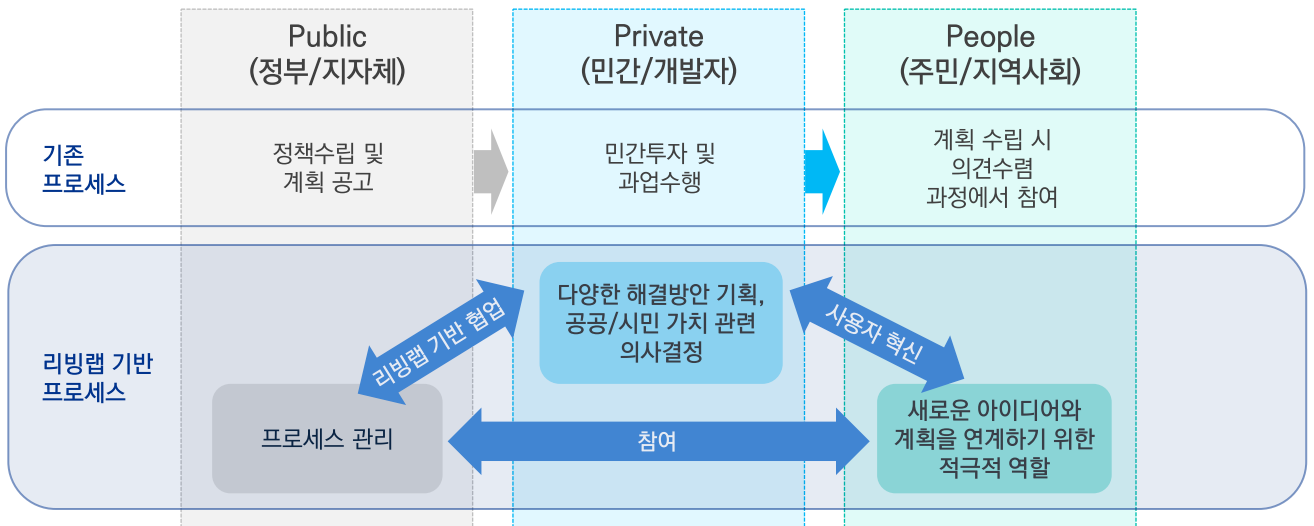 Public
(정부/지자체)
Private
(민간/개발자)
People
(주민/지역사회)
기존
프로세스
정책수립 및
계획 공고
민간투자 및
과업수행
계획 수립 시
의견수렴
과정에서 참여
리빙랩 기반
프로세스
리빙랩 기반 협업
다양한 해결방안 기획,
공공/시민 가치 관련
의사결정
사용자 혁신
프로세스 관리
참여
새로운 아이디어와
계획을 연계하기 위한
적극적 역할